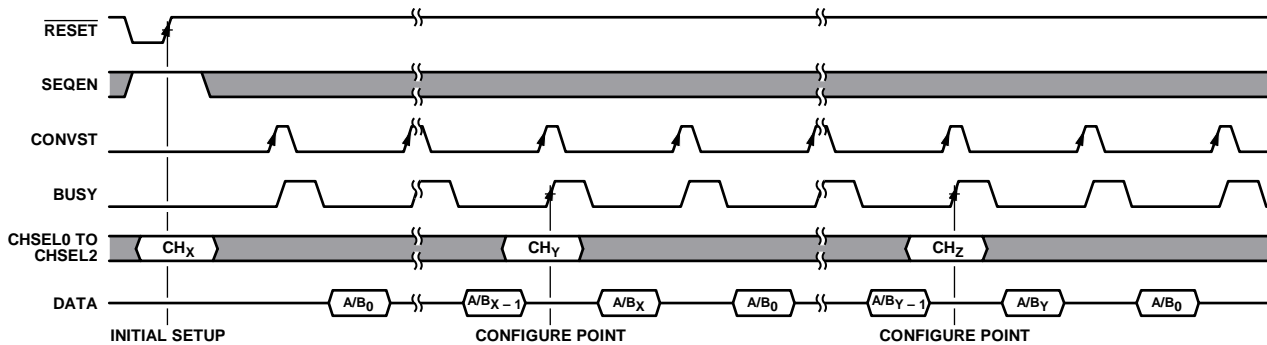 RESET
SEQEN
CONVST
BUSY
CHSEL0 TO
CHSEL2
CHX
CHY
CHZ
DATA
A/B0
A/BX – 1
A/BX
A/B0
A/BY – 1
A/BY
A/B0
INITIAL SETUP
CONFIGURE POINT
CONFIGURE POINT